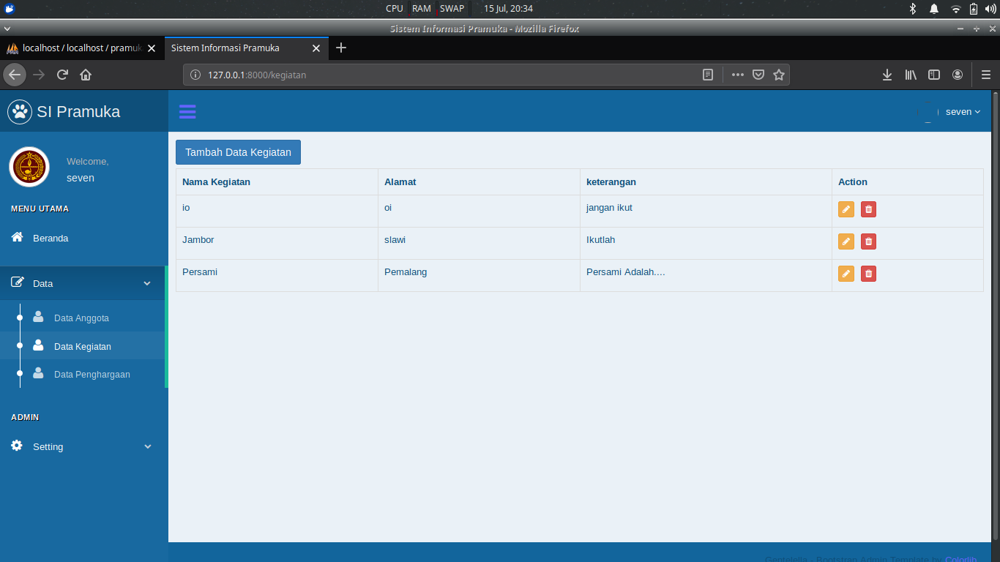 CPU RAM SWAP 15 Jul, 20:34
Sistem Informasi Pramuka - Mozilla Firefox
localhost / localhost / pramuk
Sistem Informasi Pramuka
127.0.0.1:8000/kegiatan
SI Pramuka
seven
Welcome,
seven
MENU UTAMA
Beranda
Data
Data Anggota
Data Kegiatan
Data Penghargaan
ADMIN
Setting
Tambah Data Kegiatan
Nama Kegiatan Alamat keterangan Action
io oi jangan ikut
Jambor slawi Ikutlah
Persami Pemalang Persami Adalah....
Gentelella - Bootstrap Admin Template by Colorlib